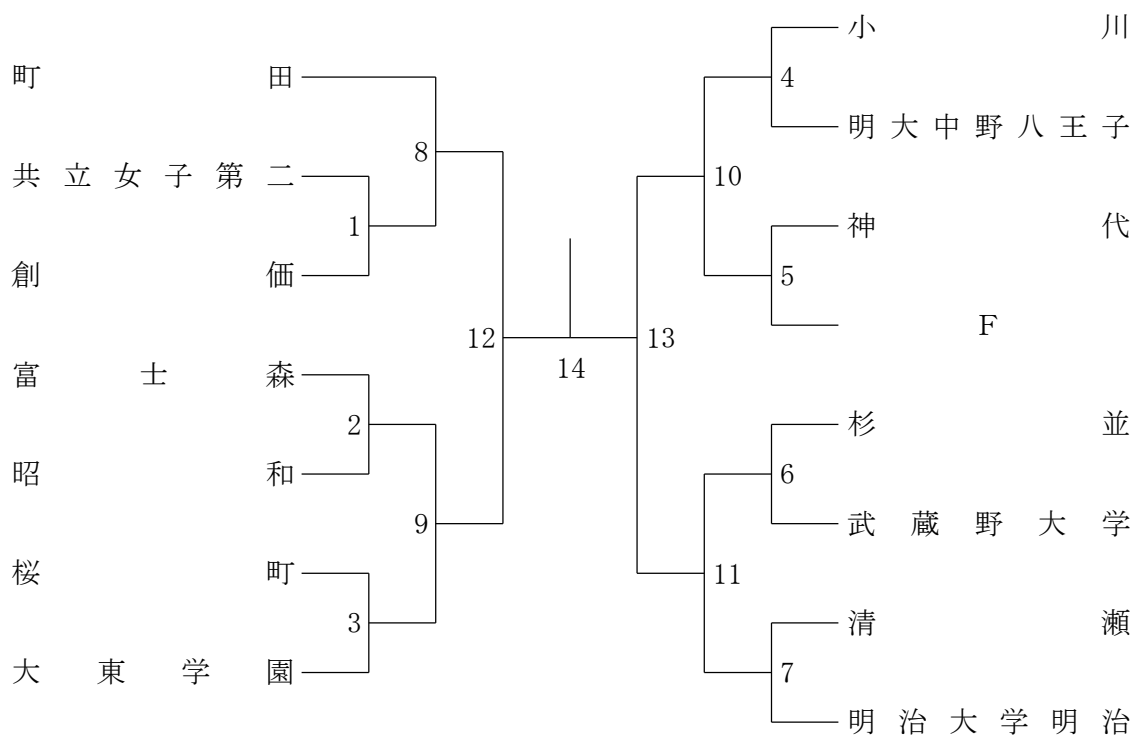 町田
8
共立女子第二
1
創価
富士森
2
昭和
9
桜町
3
大東学園
12
14
13
小川
4
明大中野八王子
10
神代
5
F
杉並
6
武蔵野大学
11
清瀬
7
明治大学明治